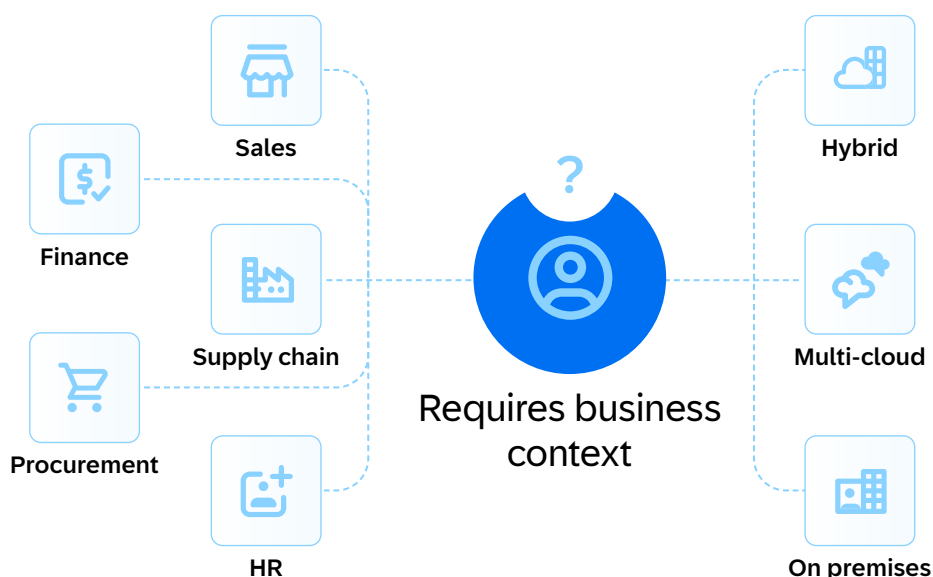 Sales
Hybrid
?
Finance
Supply chain
Multi-cloud
Requires business
context
Procurement
HR
On premises